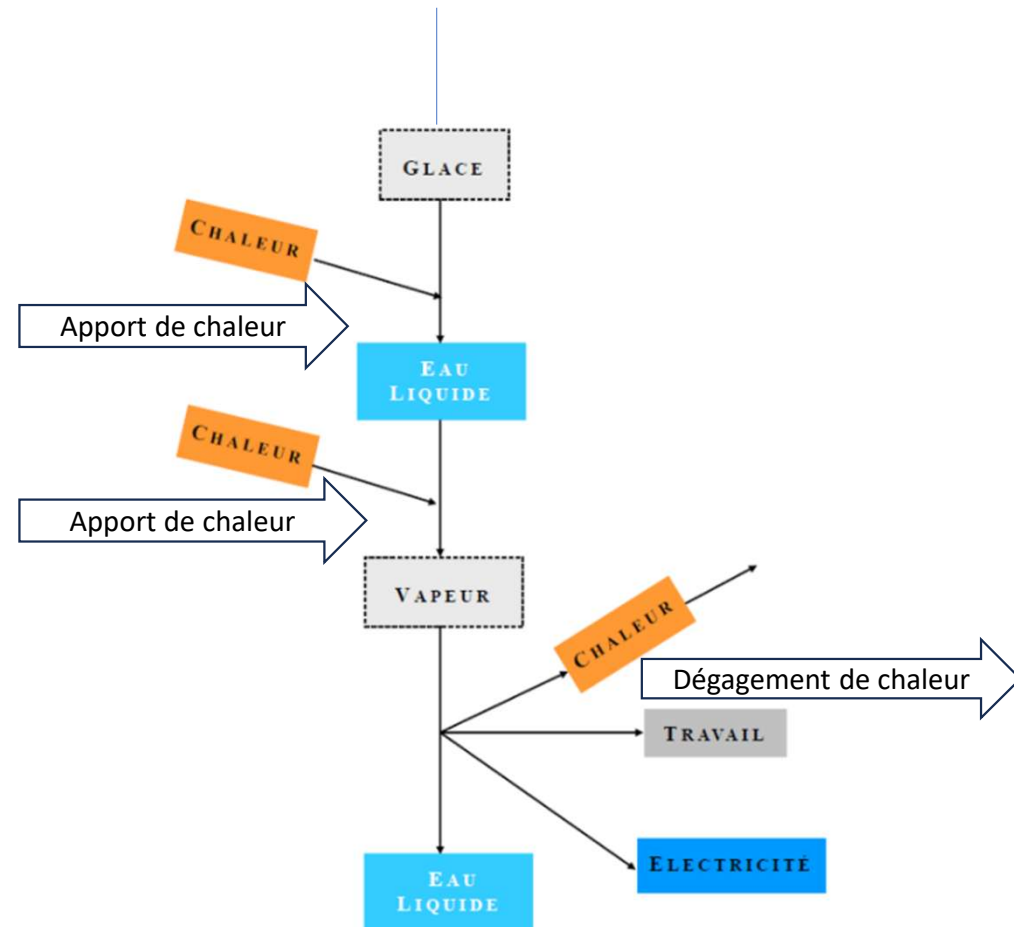 GLACE
CHALEUR
Apport de chaleur
EAU
LIQUIDE
CHALEUR
Apport de chaleur
VAPEUR
CHALEUR
Dégagement de chaleur
TRAVAIL
ELECTRICITÉ
EAU
LIQUIDE